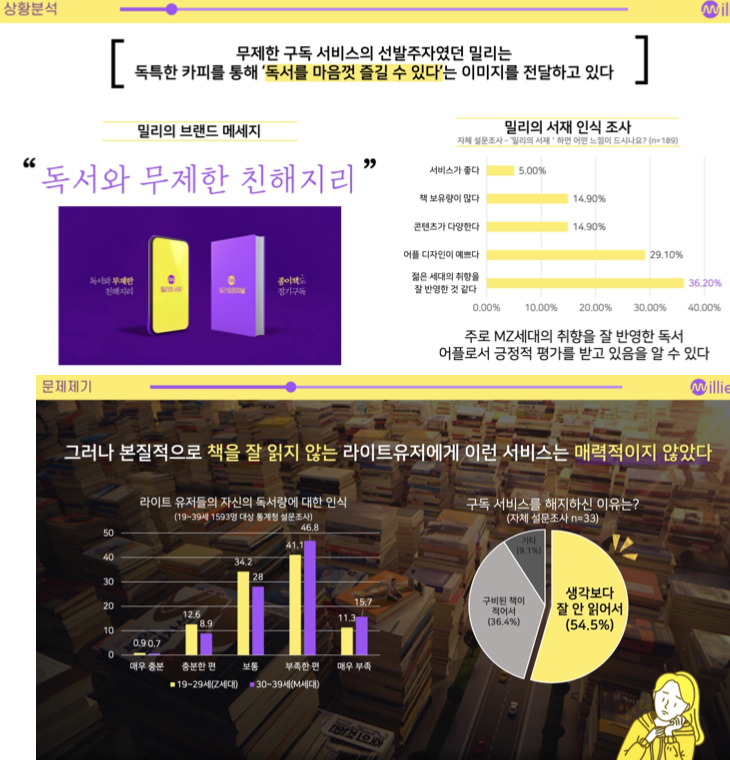 상황분석
무제한 구독 서비스의 선발주자였던 밀리는
독특한 카피를 통해 ‘독서를 마음껏 즐길 수 있다’는 이미지를 전달하고 있다
밀리의 브랜드 메세지
“독서와 무제한 친해지리”
독서와 무제한
친해지리
밀리의 서재
종이책도
정기구독
밀리의 서재 인식 조사
자체 설문조사 - ‘밀리의 서재’ 하면 어떤 느낌이 드시나요? (n=189)
서비스가 좋다 5.00%
책 보유량이 많다 14.90%
콘텐츠가 다양한다 14.90%
어플 디자인이 예쁘다 29.10%
젊은 세대의 취향을
잘 반영한 것 같다 36.20%
0.00% 10.00% 20.00% 30.00% 40.00%
주로 MZ세대의 취향을 잘 반영한 독서
어플로서 긍정적 평가를 받고 있음을 알 수 있다
문제제기
millie
그러나 본질적으로 책을 잘 읽지 않는 라이트유저에게 이런 서비스는 매력적이지 않았다
라이트 유저들의 자신의 독서량에 대한 인식
(19~39세 1593명 대상 통계청 설문조사)
50
40
30
20
10
0
0.9 0.7
12.6 8.9
34.2 28
41.1 46.8
11.3 15.7
매우 충분 충분한 편 보통 부족한 편 매우 부족
19~29세(Z세대) 30~39세(M세대)
구독 서비스를 해지하신 이유는?
(자체 설문조사 n=33)
기타
(9.1%)
구비된 책이
적어서
(36.4%)
생각보다
잘 안 읽어서
(54.5%)